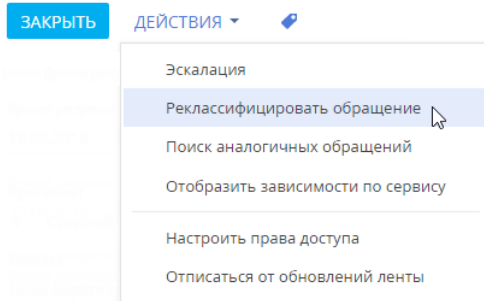 ЗАКРЫТЬ ДЕЙСТВИЯ
Эскалация
Реклассифицировать обращение
Поиск аналогичных обращений
Отобразить зависимости по сервису
Настроить права доступа
Отписаться от обновлений ленты